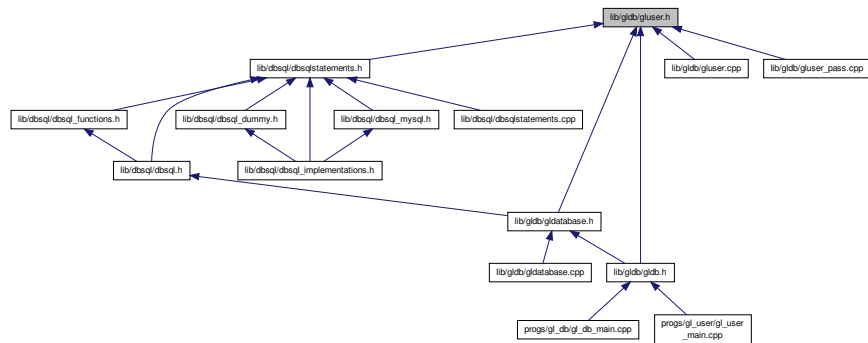 lib/gldb/gluser.h
lib/dbsql/dbsqlstatements.h
lib/gldb/gluser.cpp
lib/gldb/gluser_pass.cpp
lib/dbsql/dbsql_functions.h
lib/dbsql/dbsql_dummy.h
lib/dbsql/dbsql_mysql.h
lib/dbsql/dbsqlstatements.cpp
lib/dbsql/dbsql.h
lib/dbsql/dbsql_implementations.h
lib/gldb/gldatabase.h
lib/gldb/gldatabase.cpp
lib/gldb/gldb.h
progs/gl_db/gl_db_main.cpp
progs/gl_user/gl_user
_main.cpp